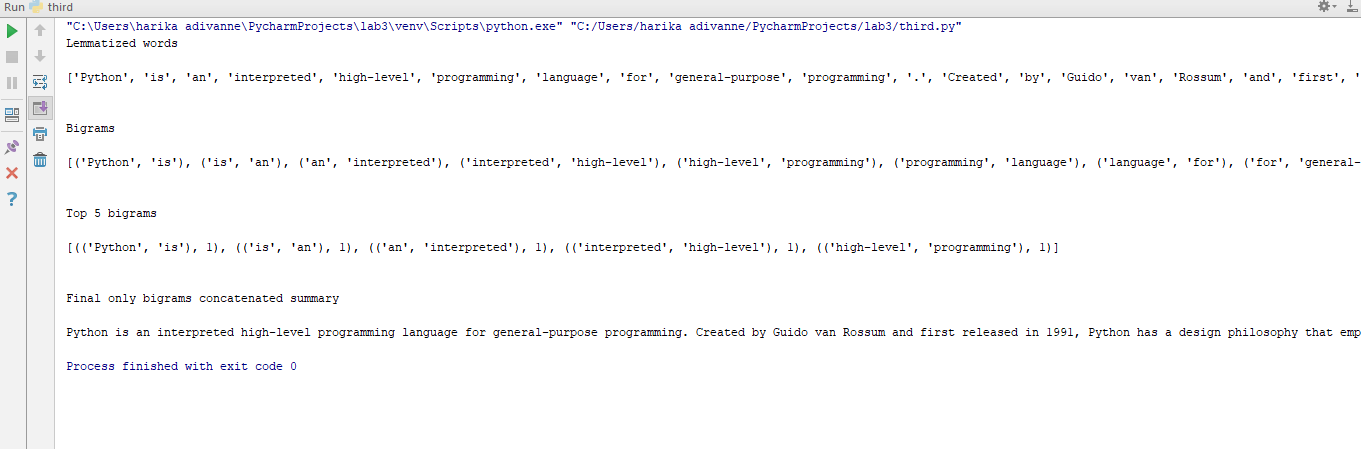 Run third
"C:\Users\harika adivanne\PycharmProjects\lab3\venv\Scripts\python.exe" "C:/Users/harika adivanne/PycharmProjects/lab3/third.py"
Lemmatized words
['Python', 'is', 'an', 'interpreted', 'high-level', 'programming', 'language', 'for', 'general-purpose', 'programming', '.', 'Created', 'by', 'Guido', 'van', 'Rossum', 'and', 'first', '
Bigrams
[('Python', 'is'), ('is', 'an'), ('an', 'interpreted'), ('interpreted', 'high-level'), ('high-level', 'programming'), ('programming', 'language'), ('language', 'for'), ('for', 'general-
Top 5 bigrams
[(('Python', 'is'), 1), (('is', 'an'), 1), (('an', 'interpreted'), 1), (('interpreted', 'high-level'), 1), (('high-level', 'programming'), 1)]
Final only bigrams concatenated summary
Python is an interpreted high-level programming language for general-purpose programming. Created by Guido van Rossum and first released in 1991, Python has a design philosophy that emp
Process finished with exit code 0